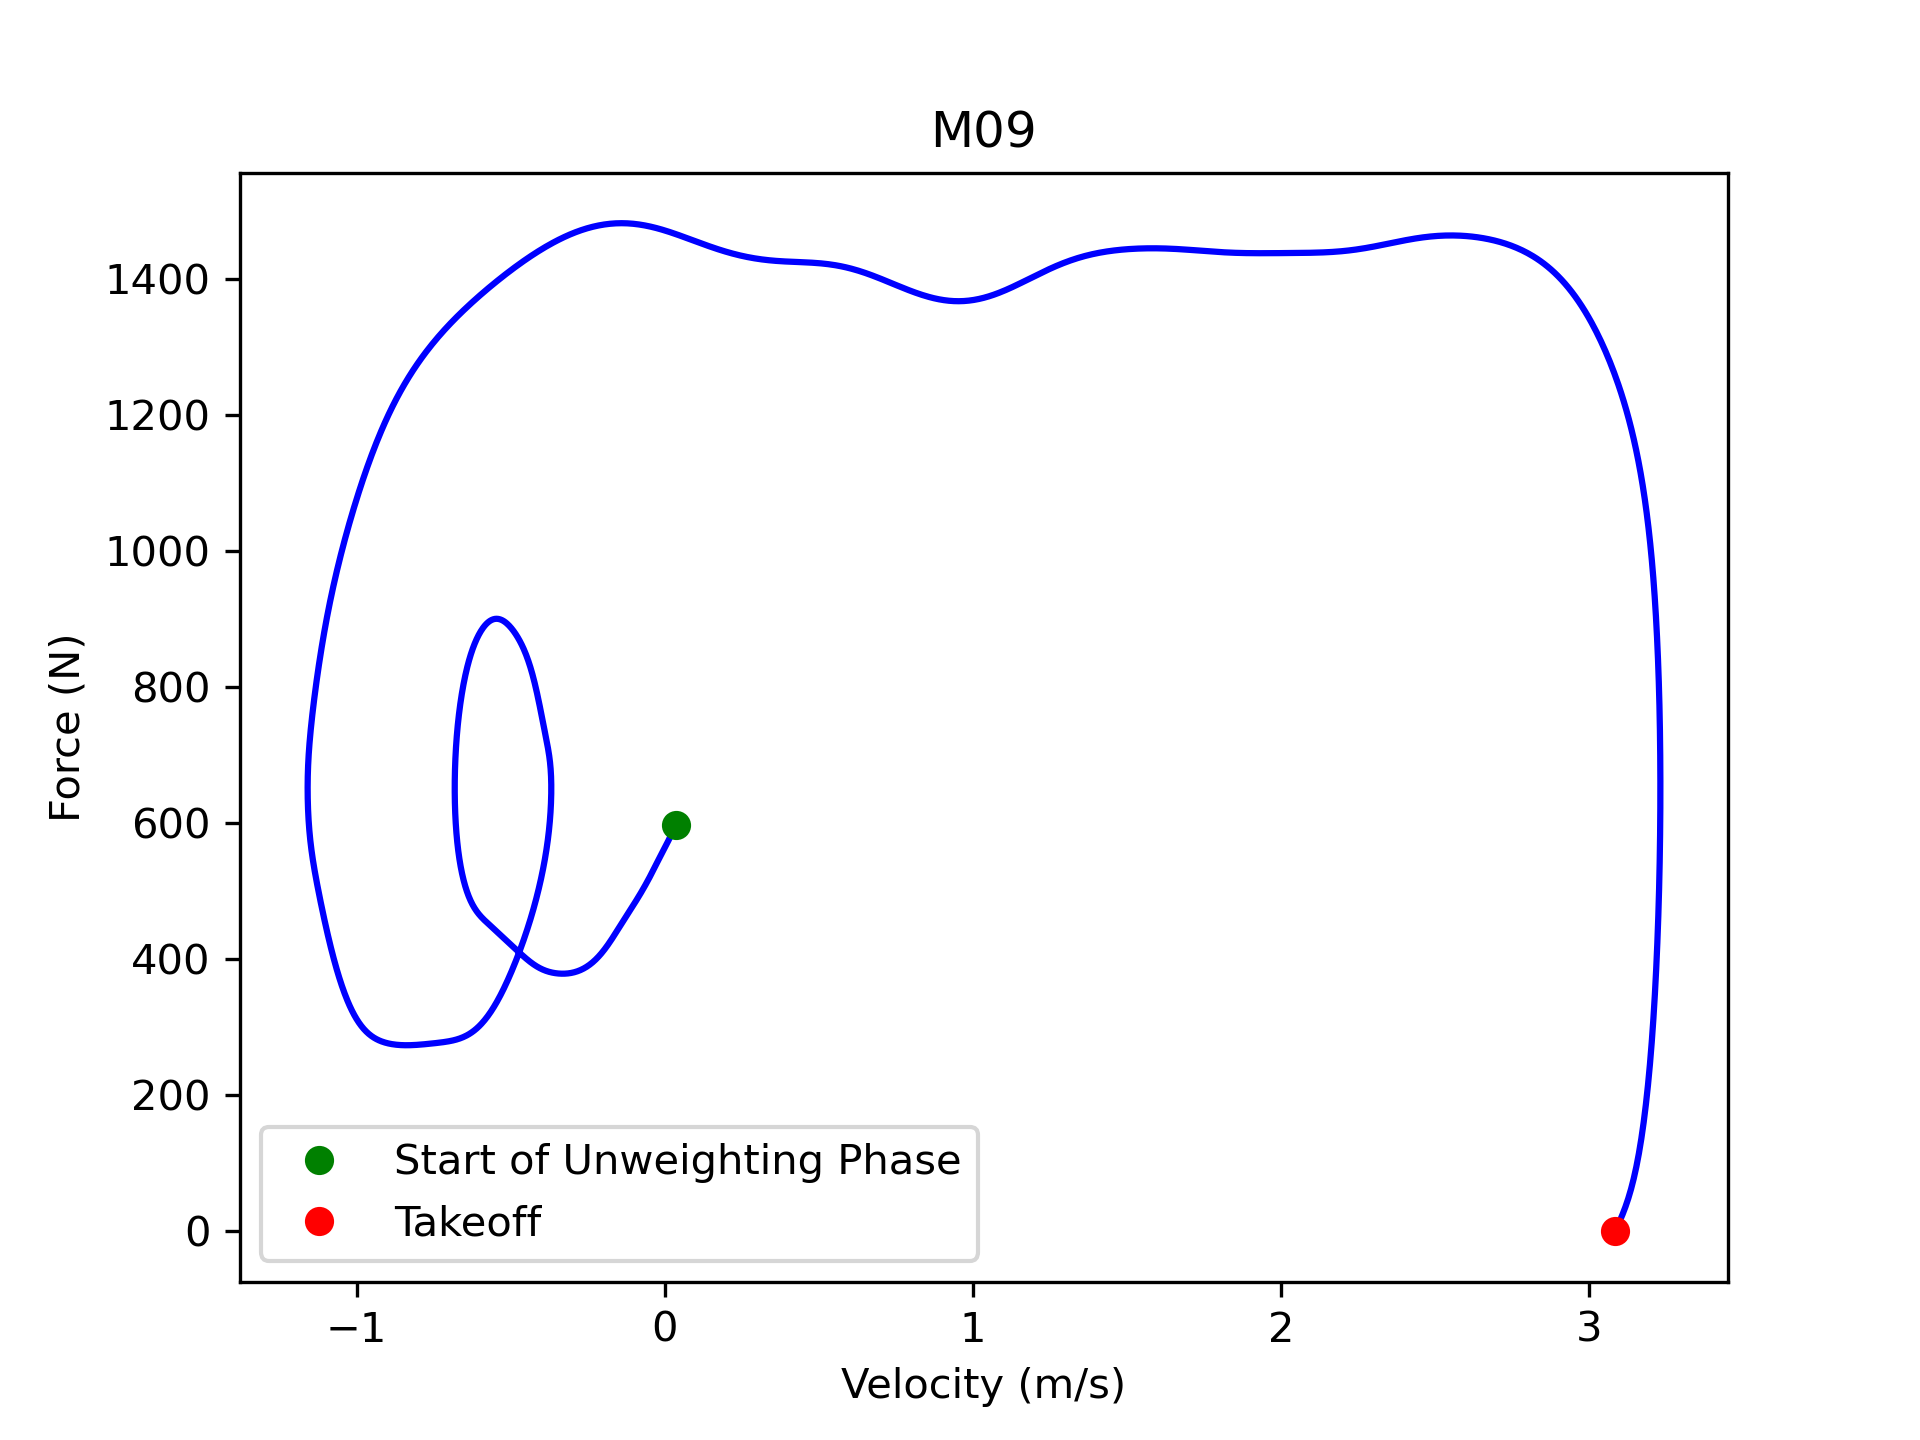 M09
1400
1200
1000
800
600
400
200
0
Force (N)
Start of Unweighting Phase
Takeoff
−1 0 1 2 3
Velocity (m/s)